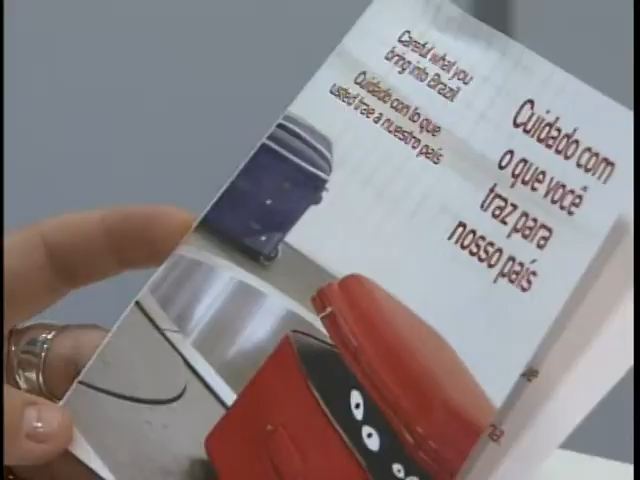 Careful what you
bring into Brazil
Cuidado con lo que
usted trae a nuestro país
Cuidado com
o que você
traz para
nosso país